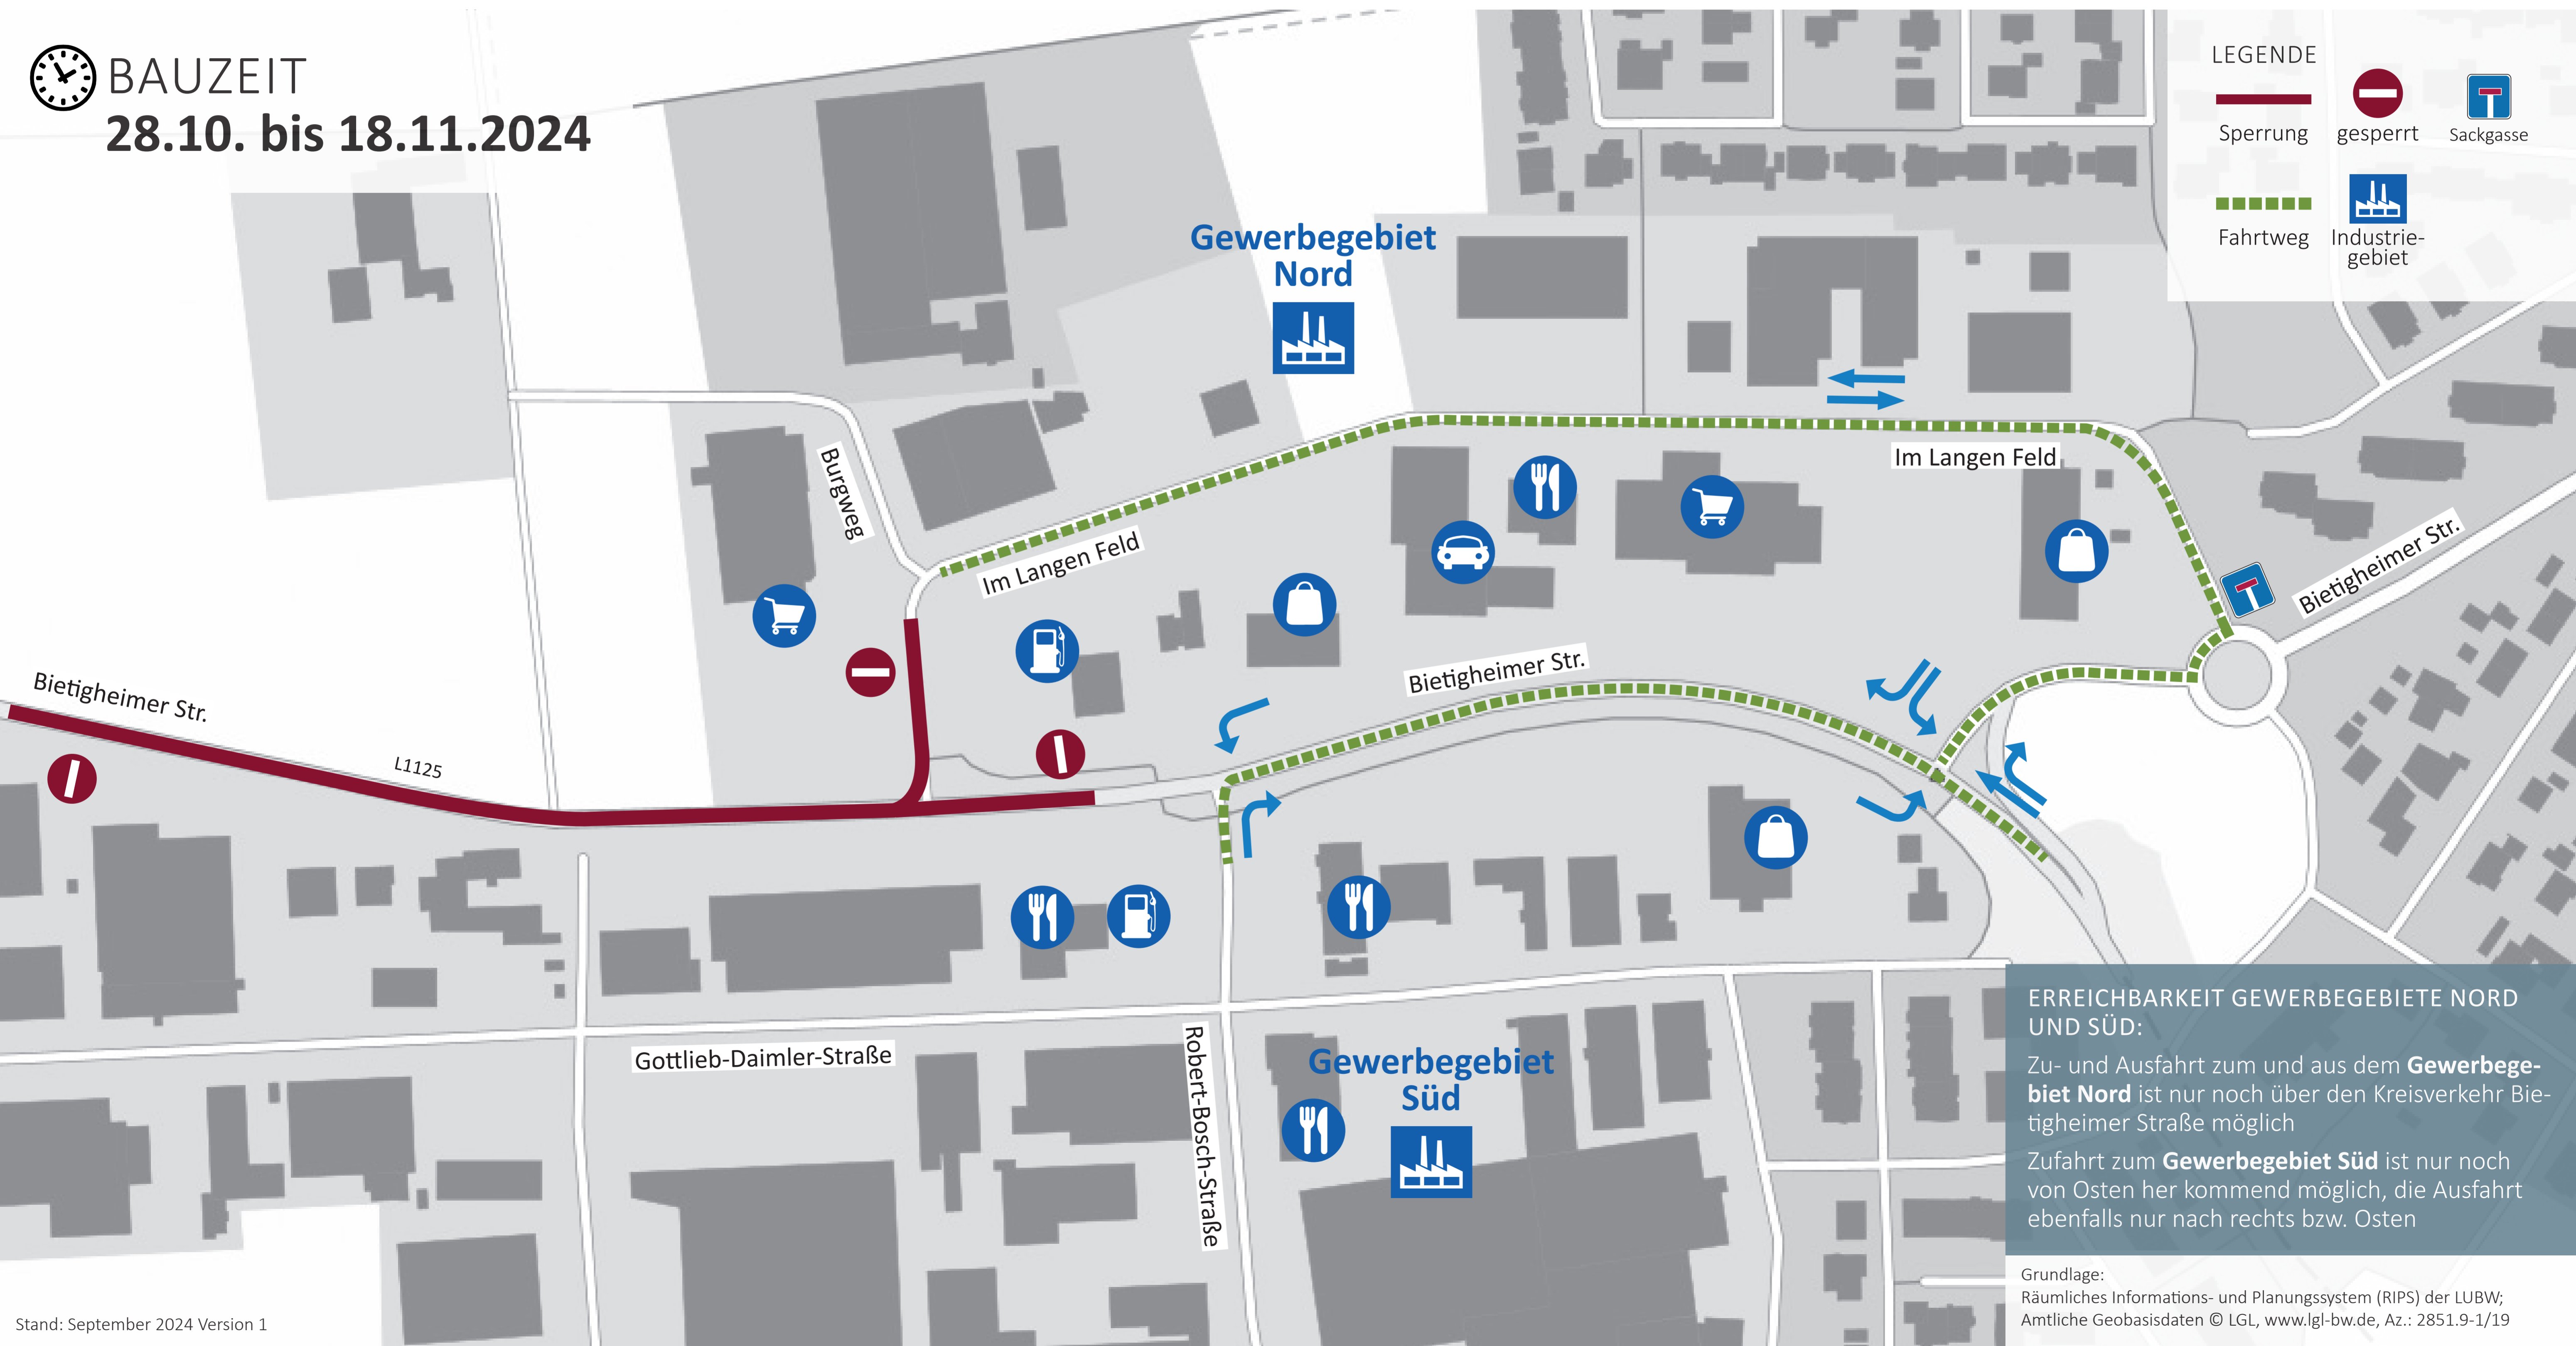 BAUZEIT
28.10. bis 18.11.2024
LEGENDE
Sperrung
gesperrt
Sackgasse
Fahrtweg
Industrie-
gebiet
Gewerbegebiet
Nord
Burgweg
Im Langen Feld
Im Langen Feld
Bietigheimer Str.
Bietigheimer Str.
Bietigheimer Str.
L1125
Gottlieb-Daimler-Straße
Robert-Bosch-Straße
Gewerbegebiet
Süd
ERREICHBARKEIT GEWERBEGEBIETE NORD
UND SÜD:
Zu- und Ausfahrt zum und aus dem Gewerbege-
biet Nord ist nur noch über den Kreisverkehr Bie-
tigheimer Straße möglich
Zufahrt zum Gewerbegebiet Süd ist nur noch
von Osten her kommend möglich, die Ausfahrt
ebenfalls nur nach rechts bzw. Osten
Grundlage:
Räumliches Informations- und Planungssystem (RIPS) der LUBW;
Amtliche Geobasisdaten © LGL, www.lgl-bw.de, Az.: 2851.9-1/19
Stand: September 2024 Version 1